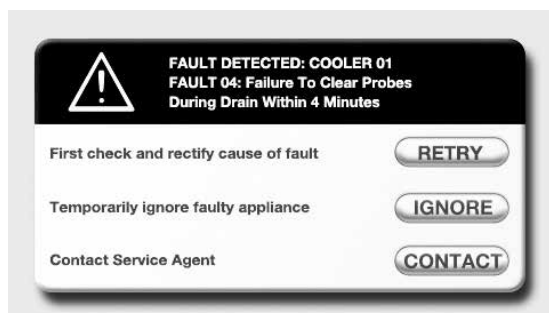 FAULT DETECTED: COOLER 01
FAULT 04: Failure To Clear Probes
During Drain Within 4 Minutes
First check and rectify cause of fault
RETRY
Temporarily ignore faulty appliance
IGNORE
Contact Service Agent
CONTACT